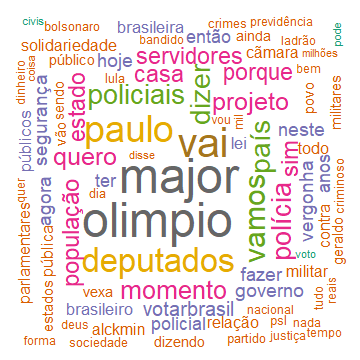 civis
bolsonaro
brasileira
crimes
previdência
pode
solidariedade
bandido
então
ainda
ladrão
coisa
público
hoje
servidores
câmara
milhões
dinheiro
lula
casa
porque
bem
públicos
segurança
estado
policiais
dizer
projeto
povo
militares
vão
sendo
vou
mil
paulo
vai
país
neste
quero
disse
lei
sim
todo
quer
agora
ter
major
vamos
polícia
vergonha
anos
dia
olimpio
contra
geraldo
criminoso
parlamentares
pública
população
deputados
fazer
voto
estados
vexa
momento
governo
militar
tudo
reais
brasileiro
votar
brasil
nacional
psl
nada
deus
alckmin
policial
relação
tempo
forma
sociedade
dizendo
partido
justiça